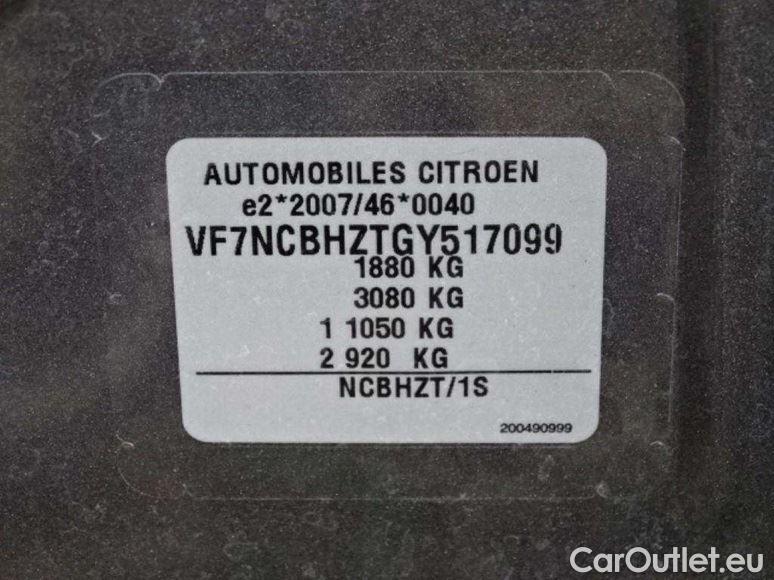 AUTOMOBILES CITROEN
e2*2007/46*0040
VF7NCBHZTGY517099
1880 KG
3080 KG
1 1050 KG
2 920 KG
NCBHZT/1S
200490999
CarOutlet.eu